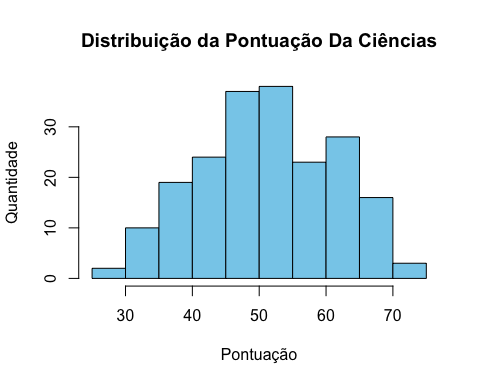 Distribuição da Pontuação Da Ciências
Quantidade
30
20
10
0
30 40 50 60 70
Pontuação